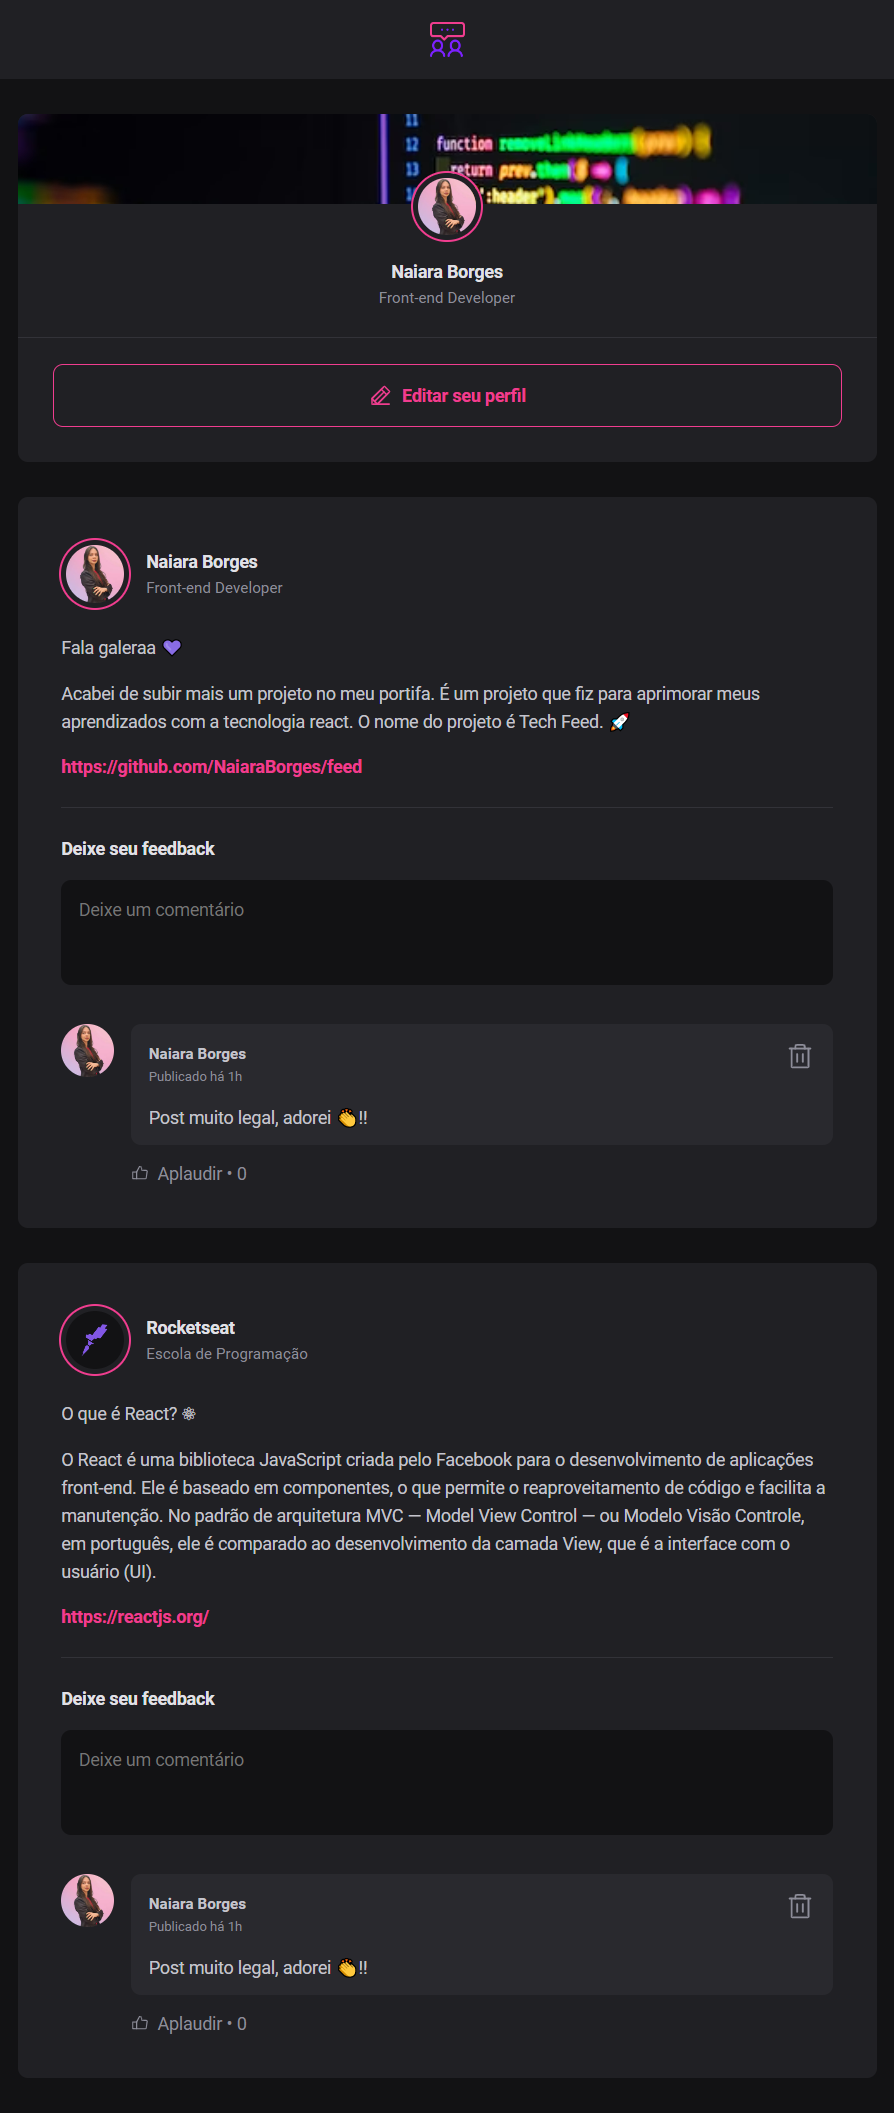 11
12 function removeLinkHeaders (prev) {
13 return prev.then(
':header").
Naiara Borges
Front-end Developer
Editar seu perfil
Naiara Borges
Front-end Developer
Fala galeraa 💜
Acabei de subir mais um projeto no meu portifa. É um projeto que fiz para aprimorar meus
aprendizados com a tecnologia react. O nome do projeto é Tech Feed. 🚀
https://github.com/NaiaraBorges/feed
Deixe seu feedback
Deixe um comentário
Naiara Borges
Publicado há 1h
Post muito legal, adorei 👏!!
Aplaudir • 0
Rocketseat
Escola de Programação
O que é React? ⚛
O React é uma biblioteca JavaScript criada pelo Facebook para o desenvolvimento de aplicações
front-end. Ele é baseado em componentes, o que permite o reaproveitamento de código e facilita a
manutenção. No padrão de arquitetura MVC — Model View Control — ou Modelo Visão Controle,
em português, ele é comparado ao desenvolvimento da camada View, que é a interface com o
usuário (UI).
https://reactjs.org/
Deixe seu feedback
Deixe um comentário
Naiara Borges
Publicado há 1h
Post muito legal, adorei 👏!!
Aplaudir • 0